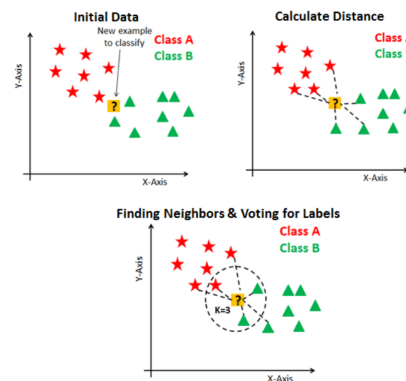 Initial Data
New example
to classify
Class A
Class B
?
Y-Axis
X-Axis
Calculate Distance
Class A
Class
?
Y-Axis
X-Axis
Finding Neighbors & Voting for Labels
Class A
Class B
?
K=3
Y-Axis
X-Axis